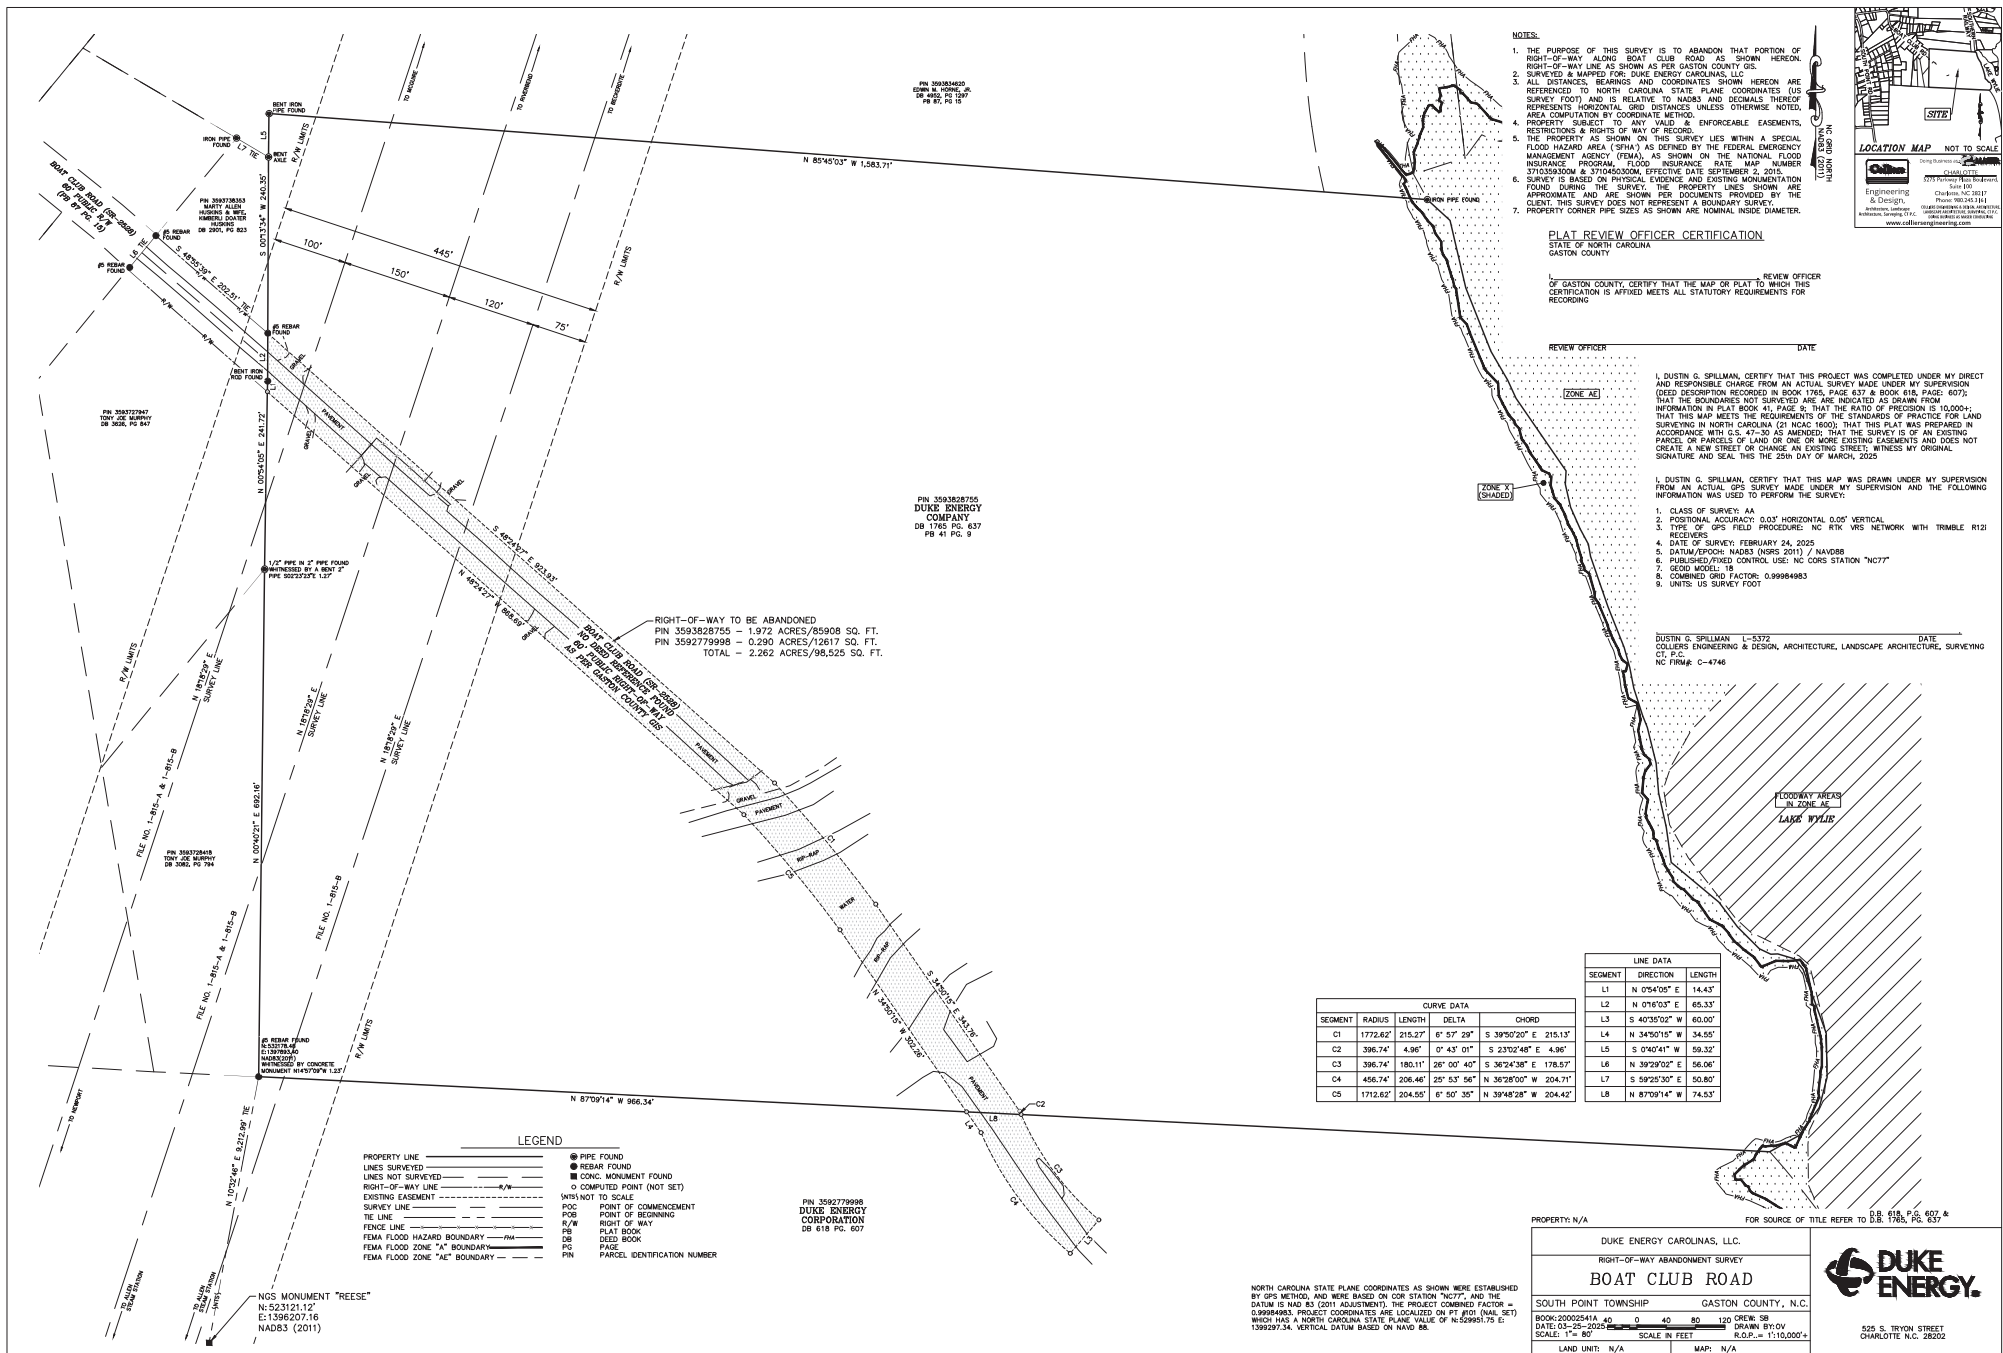 NOTES:
1. THE PURPOSE OF THIS SURVEY IS TO ABANDON THAT PORTION OF
RIGHT-OF-WAY ALONG BOAT CLUB ROAD AS SHOWN HEREON.
RIGHT-OF-WAY LINE AS SHOWN AS PER GASTON COUNTY GIS.
2. SURVEYED & MAPPED FOR: DUKE ENERGY CAROLINAS, LLC
3. ALL DISTANCES, BEARINGS AND COORDINATES SHOWN HEREON ARE
REFERENCED TO NORTH CAROLINA STATE PLANE COORDINATES (US
SURVEY FOOT) AND IS RELATIVE TO NAD83 AND DECIMALS THEREOF
REPRESENTS HORIZONTAL GRID DISTANCES UNLESS OTHERWISE NOTED,
AREA COMPUTATION BY COORDINATE METHOD.
4. PROPERTY SUBJECT TO ANY VALID & ENFORCEABLE EASEMENTS,
RESTRICTIONS & RIGHTS OF WAY OF RECORD.
5. THE PROPERTY AS SHOWN ON THIS SURVEY LIES WITHIN A SPECIAL
FLOOD HAZARD AREA ('SFHA') AS DEFINED BY THE FEDERAL EMERGENCY
MANAGEMENT AGENCY (FEMA), AS SHOWN ON THE NATIONAL FLOOD
INSURANCE PROGRAM, FLOOD INSURANCE RATE MAP NUMBER
3710359300M & 3710450300M, EFFECTIVE DATE SEPTEMBER 2, 2015.
6. SURVEY IS BASED ON PHYSICAL EVIDENCE AND EXISTING MONUMENTATION
FOUND DURING THE SURVEY. THE PROPERTY LINES SHOWN ARE
APPROXIMATE AND ARE SHOWN PER DOCUMENTS PROVIDED BY THE
CLIENT. THIS SURVEY DOES NOT REPRESENT A BOUNDARY SURVEY.
7. PROPERTY CORNER PIPE SIZES AS SHOWN ARE NOMINAL INSIDE DIAMETER.
NC GRID NORTH
NAD83 (2011)
SITE
LOCATION MAP NOT TO SCALE
Colliers
Engineering
& Design,
Architecture, Landscape
Architecture, Surveying, CT P.C.
Doing Business as
CHARLOTTE
5275 Parkway Plaza Boulevard,
Suite 100
Charlotte, NC 28217
Phone: 980.245.3161
www.colliersengineering.com
PLAT REVIEW OFFICER CERTIFICATION
STATE OF NORTH CAROLINA
GASTON COUNTY
I, REVIEW OFFICER
OF GASTON COUNTY, CERTIFY THAT THE MAP OR PLAT TO WHICH THIS
CERTIFICATION IS AFFIXED MEETS ALL STATUTORY REQUIREMENTS FOR
RECORDING
REVIEW OFFICER DATE
I, DUSTIN G. SPILLMAN, CERTIFY THAT THIS PROJECT WAS COMPLETED UNDER MY DIRECT
AND RESPONSIBLE CHARGE FROM AN ACTUAL SURVEY MADE UNDER MY SUPERVISION
(DEED DESCRIPTION RECORDED IN BOOK 1765, PAGE 637 & BOOK 618, PAGE: 607);
THAT THE BOUNDARIES NOT SURVEYED ARE ARE INDICATED AS DRAWN FROM
INFORMATION IN PLAT BOOK 41, PAGE 9; THAT THE RATIO OF PRECISION IS 10,000+;
THAT THIS MAP MEETS THE REQUIREMENTS OF THE STANDARDS OF PRACTICE FOR LAND
SURVEYING IN NORTH CAROLINA (21 NCAC 1600); THAT THIS PLAT WAS PREPARED IN
ACCORDANCE WITH G.S. 47-30 AS AMENDED; THAT THE SURVEY IS OF AN EXISTING
PARCEL OR PARCELS OF LAND OR ONE OR MORE EXISTING EASEMENTS AND DOES NOT
CREATE A NEW STREET OR CHANGE AN EXISTING STREET; WITNESS MY ORIGINAL
SIGNATURE AND SEAL THIS THE 25th DAY OF MARCH, 2025
I, DUSTIN G. SPILLMAN, CERTIFY THAT THIS MAP WAS DRAWN UNDER MY SUPERVISION
FROM AN ACTUAL GPS SURVEY MADE UNDER MY SUPERVISION AND THE FOLLOWING
INFORMATION WAS USED TO PERFORM THE SURVEY:
1. CLASS OF SURVEY: AA
2. POSITIONAL ACCURACY: 0.03' HORIZONTAL 0.05' VERTICAL
3. TYPE OF GPS FIELD PROCEDURE: NC RTK VRS NETWORK WITH TRIMBLE R12I
RECEIVERS
4. DATE OF SURVEY: FEBRUARY 24, 2025
5. DATUM/EPOCH: NAD83 (NSRS 2011) / NAVD88
6. PUBLISHED/FIXED CONTROL USE: NC CORS STATION "NC77"
7. GEOID MODEL: 18
8. COMBINED GRID FACTOR: 0.99984983
9. UNITS: US SURVEY FOOT
DUSTIN G. SPILLMAN L-5372 DATE
COLLIERS ENGINEERING & DESIGN, ARCHITECTURE, LANDSCAPE ARCHITECTURE, SURVEYING
CT, P.C.
NC FIRM#: C-4746
PIN 3593834620
EDWIN M. HORNE, JR.
DB 4952, PG 1297
PB 87, PG 15
BENT IRON
PIPE FOUND
IRON PIPE
FOUND
L7 TIE
L5
BENT
AXLE
R/W LIMITS
TO MCGUIRE
TO RIVERBEND
TO BECKERDITE
R/W LIMITS
N 85°45'03" W 1,583.71'
IRON PIPE FOUND
BOAT CLUB ROAD (SR-2528)
60' PUBLIC R/W
(PB 87 PG. 15)
PIN 3593738353
MARTY ALLEN
HUSKINS & WIFE,
KIMBERLI DOATER
HUSKINS
DB 2901, PG 823
S 00°13'34" W 240.35'
#5 REBAR
FOUND
L6 TIE
#5 REBAR
FOUND
S 48°55'39" E 202.51' TIE
R/W
R/W
R/W
100'
445'
150'
120'
75'
#5 REBAR
FOUND
L2
BENT IRON
ROD FOUND
GRAVEL
PAVEMENT
GRAVEL
GRAVEL
GRAVEL
PIN 3593727947
TONY JOE MURPHY
DB 3626, PG 847
N 00°54'05" E 241.72'
1/2" PIPE IN 2" PIPE FOUND
WHITNESSED BY A BENT 2"
PIPE S02°23'23"E 1.27'
S 48°24'27" E 923.93'
N 48°24'27" W 868.69'
GRAVEL
PIN 3593828755
DUKE ENERGY
COMPANY
DB 1765 PG. 637
PB 41 PG. 9
ZONE AE
ZONE X
(SHADED)
RIGHT-OF-WAY TO BE ABANDONED
PIN 3593828755 - 1.972 ACRES/85908 SQ. FT.
PIN 3592779998 - 0.290 ACRES/12617 SQ. FT.
TOTAL - 2.262 ACRES/98,525 SQ. FT.
BOAT CLUB ROAD (SR-2528)
NO DEED REFERENCE FOUND
60' PUBLIC RIGHT-OF-WAY
AS PER GASTON COUNTY GIS
R/W LIMITS
N 18°18'29" E
SURVEY LINE
N 18°18'29" E
SURVEY LINE
N 18°18'29" E
SURVEY LINE
FILE NO. 1-815-A & 1-815-B
N 00°40'21" E 692.16'
PIN 3593728418
TONY JOE MURPHY
DB 3082, PG 794
FILE NO. 1-815-A & 1-815-B
FILE NO. 1-815-B
PAVEMENT
GRAVEL
PAVEMENT
C1
RIP-RAP
C5
WATER
RIP-RAP
S 34°50'15" E 343.76'
N 34°50'15" W 302.26'
PAVEMENT
FLOODWAY AREAS
IN ZONE AE
LAKE WYLIE
#5 REBAR FOUND
N:532178.48
E:1397893.40
NAD83(2011)
WHITNESSED BY CONCRETE
MONUMENT N14°57'09"W 1.23'
R/W LIMITS
N 87°09'14" W 966.34'
L8
C2
L4
C3
C4
L3
TO NEWPORT
N 10°32'46" E 9,212.99' TIE
TO ALLEN
STEAM STATION
TO ALLEN
STEAM STATION
(NTS)
NGS MONUMENT "REESE"
N:523121.12'
E:1396207.16
NAD83 (2011)
LEGEND
PROPERTY LINE
LINES SURVEYED
LINES NOT SURVEYED
RIGHT-OF-WAY LINE R/W
EXISTING EASEMENT
SURVEY LINE
TIE LINE
FENCE LINE
FEMA FLOOD HAZARD BOUNDARY FHA
FEMA FLOOD ZONE "A" BOUNDARY
FEMA FLOOD ZONE "AE" BOUNDARY
PIPE FOUND
REBAR FOUND
CONC. MONUMENT FOUND
COMPUTED POINT (NOT SET)
(NTS) NOT TO SCALE
POC POINT OF COMMENCEMENT
POB POINT OF BEGINNING
R/W RIGHT OF WAY
PB PLAT BOOK
DB DEED BOOK
PG PAGE
PIN PARCEL IDENTIFICATION NUMBER
PIN 3592779998
DUKE ENERGY
CORPORATION
DB 618 PG. 607
CURVE DATA
SEGMENT RADIUS LENGTH DELTA CHORD
C1 1772.62' 215.27' 6° 57' 29" S 39°50'20" E 215.13'
C2 396.74' 4.96' 0° 43' 01" S 23°02'48" E 4.96'
C3 396.74' 180.11' 26° 00' 40" S 36°24'38" E 178.57'
C4 456.74' 206.46' 25° 53' 56" N 36°28'00" W 204.71'
C5 1712.62' 204.55' 6° 50' 35" N 39°48'28" W 204.42'
LINE DATA
SEGMENT DIRECTION LENGTH
L1 N 0°54'05" E 14.43'
L2 N 0°16'03" E 65.33'
L3 S 40°35'02" W 60.00'
L4 N 34°50'15" W 34.55'
L5 S 0°40'41" W 59.32'
L6 N 39°29'02" E 56.06'
L7 S 59°25'30" E 50.80'
L8 N 87°09'14" W 74.53'
NORTH CAROLINA STATE PLANE COORDINATES AS SHOWN WERE ESTABLISHED
BY GPS METHOD, AND WERE BASED ON COR STATION "NC77", AND THE
DATUM IS NAD 83 (2011 ADJUSTMENT). THE PROJECT COMBINED FACTOR =
0.99984983. PROJECT COORDINATES ARE LOCALIZED ON PT #101 (NAIL SET)
WHICH HAS A NORTH CAROLINA STATE PLANE VALUE OF N:529951.75 E:
1399297.34. VERTICAL DATUM BASED ON NAVD 88.
PROPERTY: N/A
D.B. 618, P.G. 607 &
FOR SOURCE OF TITLE REFER TO D.B. 1765, PG. 637
DUKE ENERGY CAROLINAS, LLC.
RIGHT-OF-WAY ABANDONMENT SURVEY
BOAT CLUB ROAD
SOUTH POINT TOWNSHIP GASTON COUNTY, N.C.
BOOK:20002541A
DATE: 03-25-2025
SCALE: 1"= 80'
40 0 40 80 120
SCALE IN FEET
CREW: SB
DRAWN BY:OV
R.O.P..= 1':10,000'+
LAND UNIT: N/A MAP: N/A
DUKE
ENERGY.
525 S. TRYON STREET
CHARLOTTE N.C. 28202